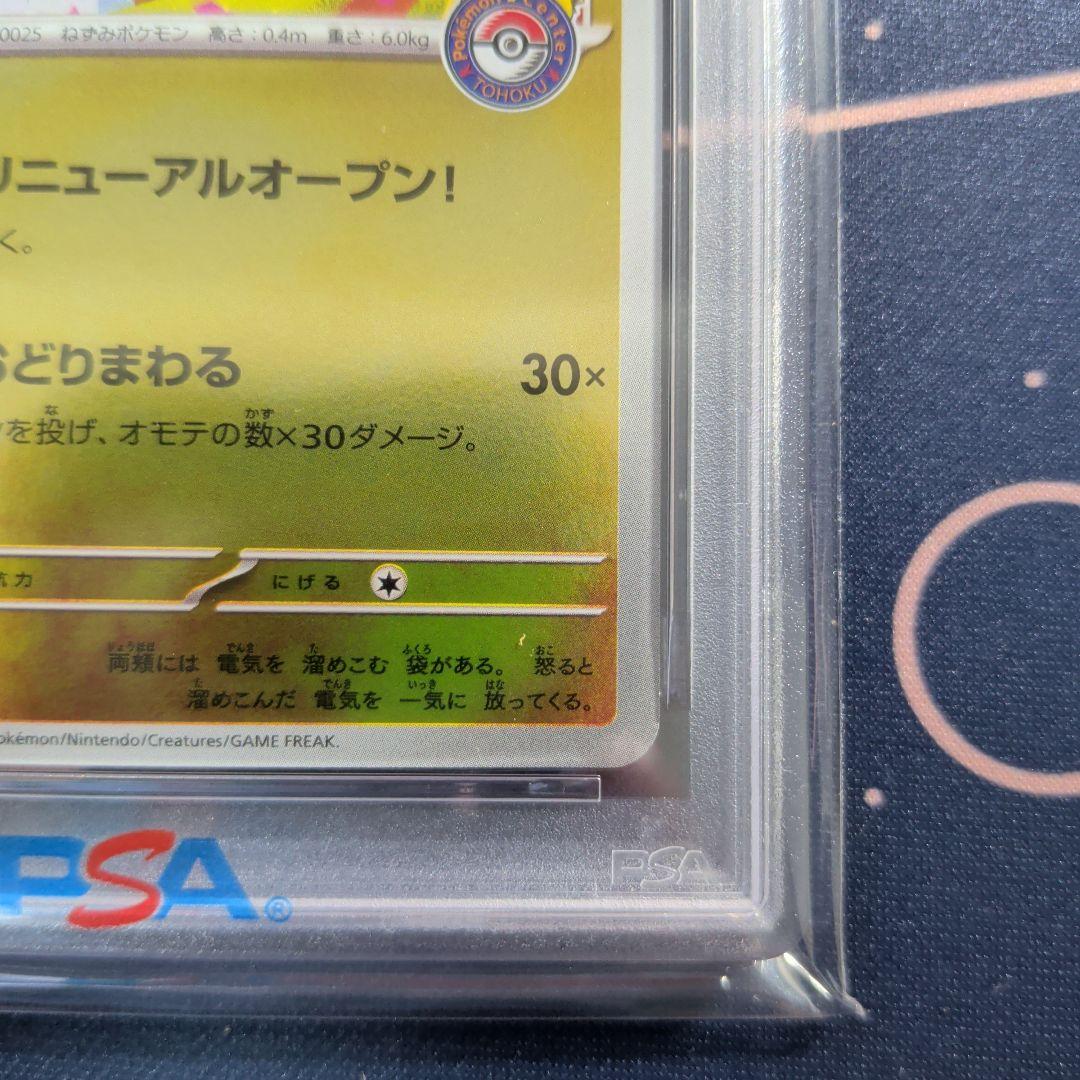 0025 ねずみポケモン 高さ:0.4m 重さ:6.0kg
Pokémon Center
TOHOKU
リニューアルオープン!
く。
おどりまわる 30×
を投げ、オモテの数×30ダメージ。
抗力 にげる
両頬には 電気を 溜めこむ 袋がある。 怒ると
溜めこんだ 電気を 一気に 放ってくる。
okémon/Nintendo/Creatures/GAME FREAK.
PSA®
PSA